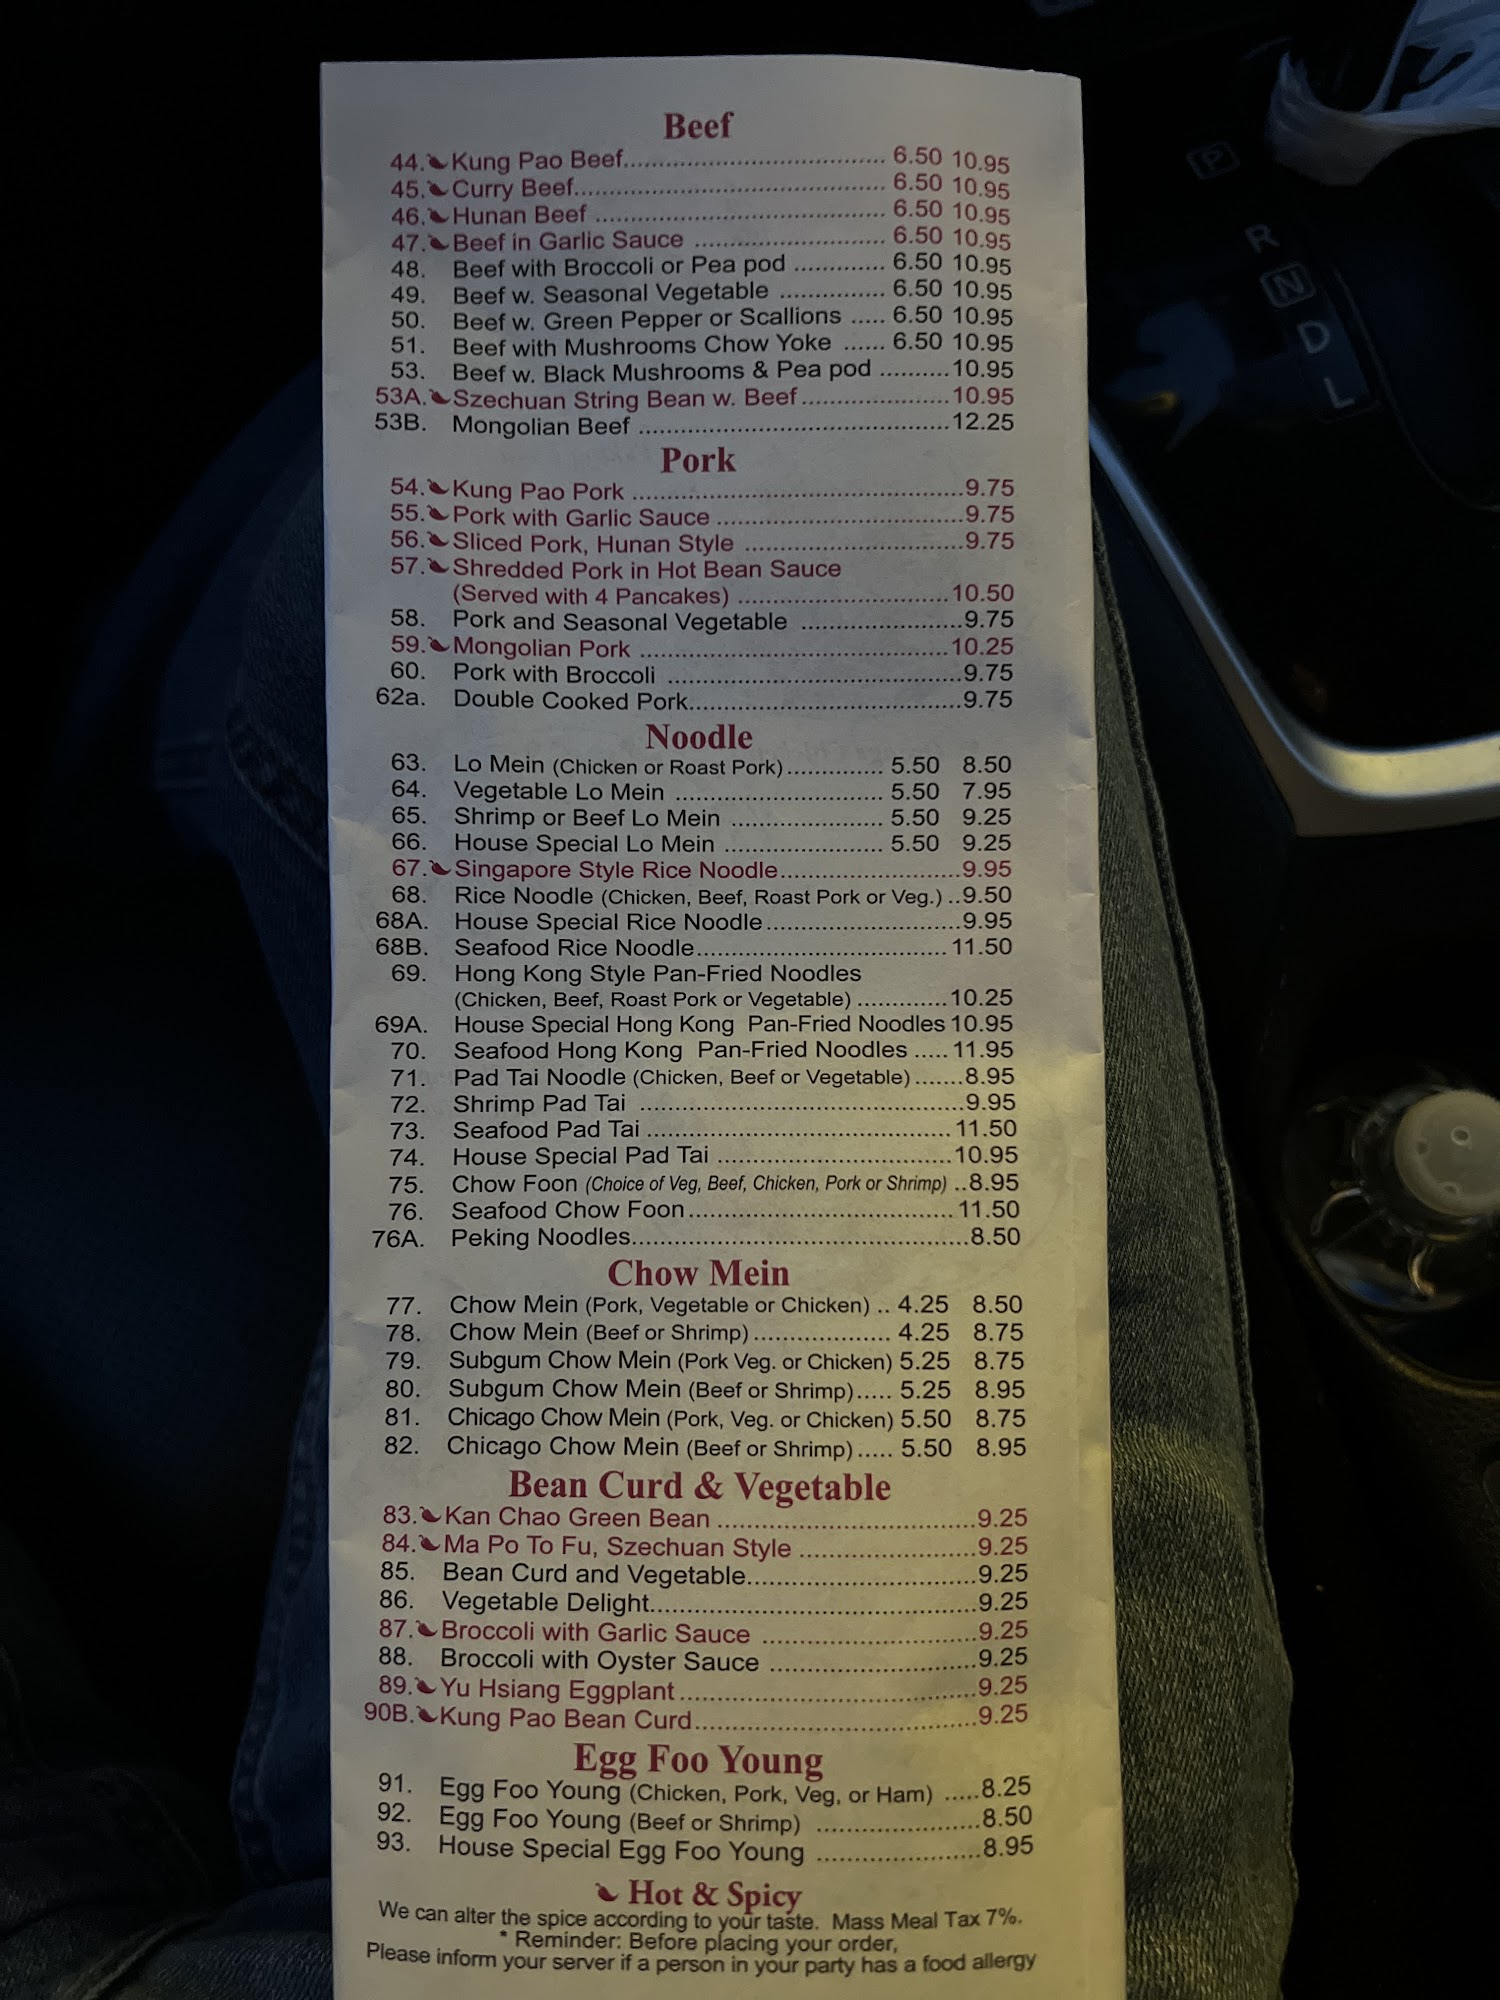 Beef
44. Kung Pao Beef 6.50 10.95
45. Curry Beef 6.50 10.95
46. Hunan Beef 6.50 10.95
47. Beef in Garlic Sauce 6.50 10.95
48. Beef with Broccoli or Pea pod 6.50 10.95
49. Beef w. Seasonal Vegetable 6.50 10.95
50. Beef w. Green Pepper or Scallions 6.50 10.95
51. Beef with Mushrooms Chow Yoke 6.50 10.95
53. Beef w. Black Mushrooms & Pea pod 10.95
53A. Szechuan String Bean w. Beef 10.95
53B. Mongolian Beef 12.25
Pork
54. Kung Pao Pork 9.75
55. Pork with Garlic Sauce 9.75
56. Sliced Pork, Hunan Style 9.75
57. Shredded Pork in Hot Bean Sauce
(Served with 4 Pancakes) 10.50
58. Pork and Seasonal Vegetable 9.75
59. Mongolian Pork 10.25
60. Pork with Broccoli 9.75
62a. Double Cooked Pork 9.75
Noodle
63. Lo Mein (Chicken or Roast Pork) 5.50 8.50
64. Vegetable Lo Mein 5.50 7.95
65. Shrimp or Beef Lo Mein 5.50 9.25
66. House Special Lo Mein 5.50 9.25
67. Singapore Style Rice Noodle 9.95
68. Rice Noodle (Chicken, Beef, Roast Pork or Veg.) 9.50
68A. House Special Rice Noodle 9.95
68B. Seafood Rice Noodle 11.50
69. Hong Kong Style Pan-Fried Noodles
(Chicken, Beef, Roast Pork or Vegetable) 10.25
69A. House Special Hong Kong Pan-Fried Noodles 10.95
70. Seafood Hong Kong Pan-Fried Noodles 11.95
71. Pad Tai Noodle (Chicken, Beef or Vegetable) 8.95
72. Shrimp Pad Tai 9.95
73. Seafood Pad Tai 11.50
74. House Special Pad Tai 10.95
75. Chow Foon (Choice of Veg, Beef, Chicken, Pork or Shrimp) 8.95
76. Seafood Chow Foon 11.50
76A. Peking Noodles 8.50
Chow Mein
77. Chow Mein (Pork, Vegetable or Chicken) 4.25 8.50
78. Chow Mein (Beef or Shrimp) 4.25 8.75
79. Subgum Chow Mein (Pork Veg. or Chicken) 5.25 8.75
80. Subgum Chow Mein (Beef or Shrimp) 5.25 8.95
81. Chicago Chow Mein (Pork, Veg. or Chicken) 5.50 8.75
82. Chicago Chow Mein (Beef or Shrimp) 5.50 8.95
Bean Curd & Vegetable
83. Kan Chao Green Bean 9.25
84. Ma Po To Fu, Szechuan Style 9.25
85. Bean Curd and Vegetable 9.25
86. Vegetable Delight 9.25
87. Broccoli with Garlic Sauce 9.25
88. Broccoli with Oyster Sauce 9.25
89. Yu Hsiang Eggplant 9.25
90B. Kung Pao Bean Curd 9.25
Egg Foo Young
91. Egg Foo Young (Chicken, Pork, Veg, or Ham) 8.25
92. Egg Foo Young (Beef or Shrimp) 8.50
93. House Special Egg Foo Young 8.95
Hot & Spicy
We can alter the spice according to your taste. Mass Meal Tax 7%.
* Reminder: Before placing your order,
Please inform your server if a person in your party has a food allergy
P
R
N
D
L